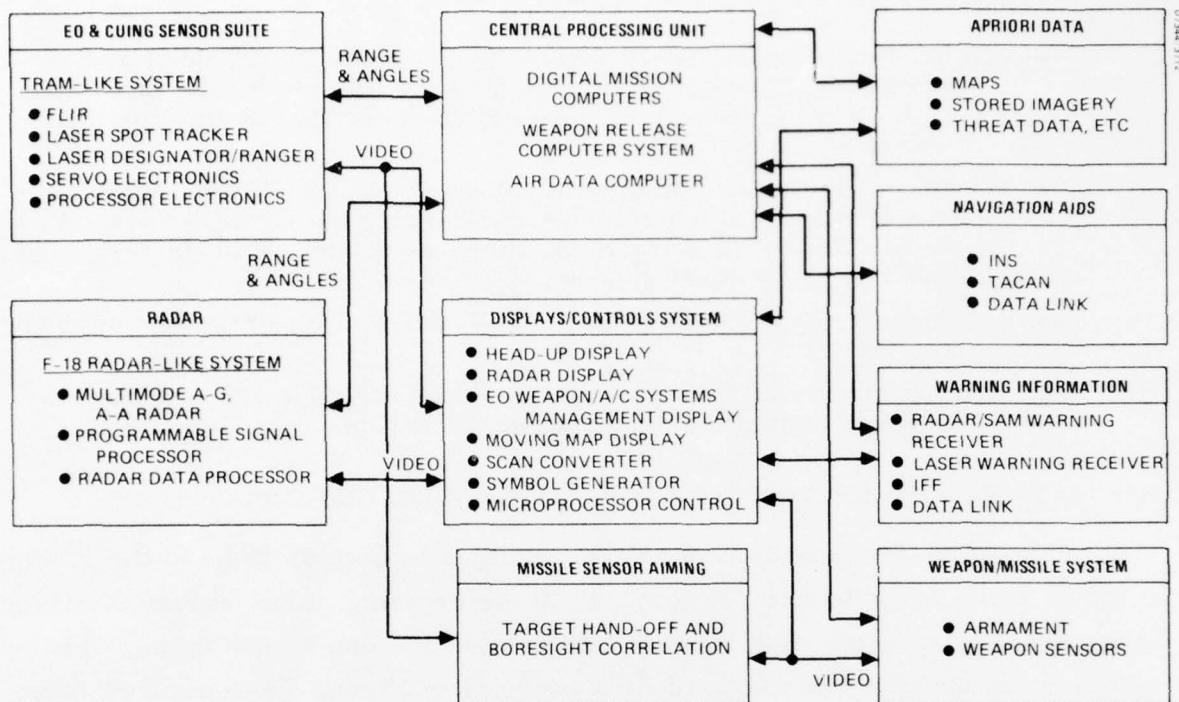 EO & CUING SENSOR SUITE
TRAM-LIKE SYSTEM
● FLIR
● LASER SPOT TRACKER
● LASER DESIGNATOR/RANGER
● SERVO ELECTRONICS
● PROCESSOR ELECTRONICS
RANGE
& ANGLES
VIDEO
CENTRAL PROCESSING UNIT
DIGITAL MISSION
COMPUTERS
WEAPON RELEASE
COMPUTER SYSTEM
AIR DATA COMPUTER
APRIORI DATA
● MAPS
● STORED IMAGERY
● THREAT DATA, ETC
NAVIGATION AIDS
● INS
● TACAN
● DATA LINK
RANGE
& ANGLES
RADAR
F-18 RADAR-LIKE SYSTEM
● MULTIMODE A-G,
A-A RADAR
● PROGRAMMABLE SIGNAL
PROCESSOR
● RADAR DATA PROCESSOR
VIDEO
DISPLAYS/CONTROLS SYSTEM
● HEAD-UP DISPLAY
● RADAR DISPLAY
● EO WEAPON/A/C SYSTEMS
MANAGEMENT DISPLAY
● MOVING MAP DISPLAY
● SCAN CONVERTER
● SYMBOL GENERATOR
● MICROPROCESSOR CONTROL
WARNING INFORMATION
● RADAR/SAM WARNING
RECEIVER
● LASER WARNING RECEIVER
● IFF
● DATA LINK
MISSILE SENSOR AIMING
TARGET HAND-OFF AND
BORESIGHT CORRELATION
VIDEO
WEAPON/MISSILE SYSTEM
● ARMAMENT
● WEAPON SENSORS